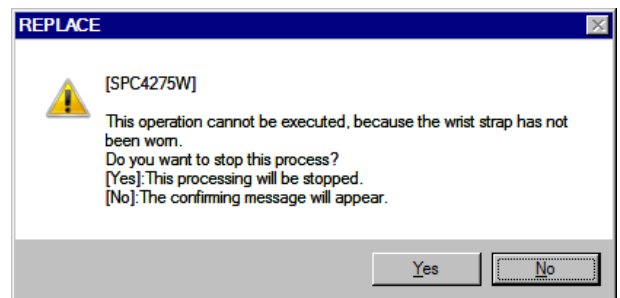 REPLACE
[SPC4275W]
This operation cannot be executed, because the wrist strap has not
been worn.
Do you want to stop this process?
[Yes]:This processing will be stopped.
[No]:The confirming message will appear.
Yes
No